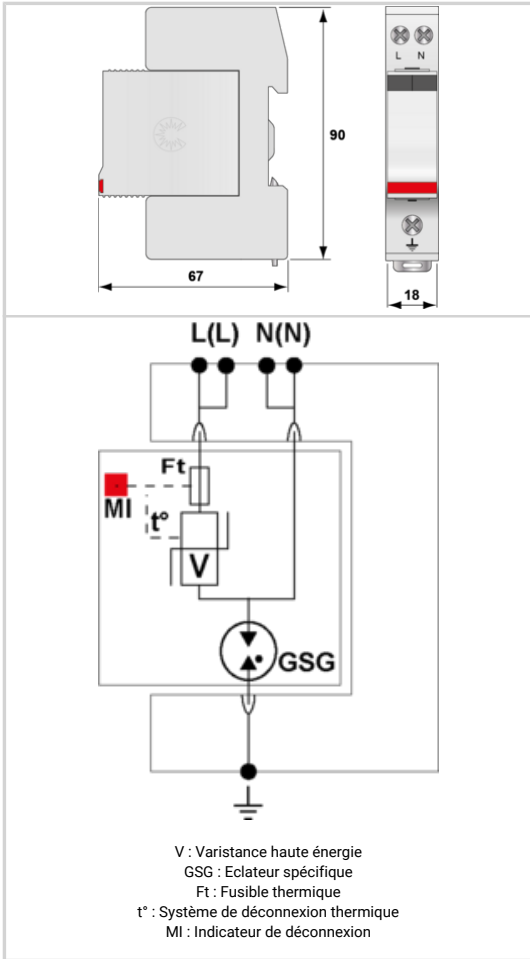 L N
90
67
18
L(L) N(N)
Ft
MI
t°
V
GSG
V : Varistance haute énergie
GSG : Eclateur spécifique
Ft : Fusible thermique
t° : Système de déconnexion thermique
MI : Indicateur de déconnexion